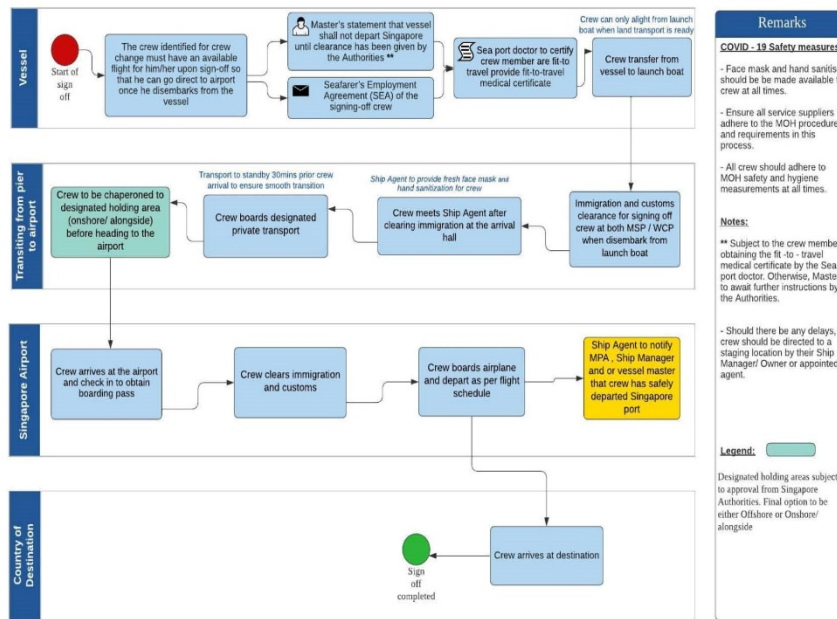 Vessel
Start of
sign
off
The crew identified for crew
change must have an available
flight for him/her upon sign-off so
that he can go direct to airport
once he disembarks from the
vessel
Master's statement that vessel
shall not depart Singapore
until clearance has been given by
the Authorities **
Seafarer's Employment
Agreement (SEA) of the
signing-off crew
Sea port doctor to certify
crew member are fit-to
travel provide fit-to-travel
medical certificate
Crew can only alight from launch
boat when land transport is ready
Crew transfer from
vessel to launch boat
Transiting from pier
to airport
Immigration and customs
clearance for signing off
crew at both MSP / WCP
when disembark from
launch boat
Ship Agent to provide fresh face mask and
hand sanitization for crew
Crew meets Ship Agent after
clearing immigration at the arrival
hall
Transport to standby 30mins prior crew
arrival to ensure smooth transition
Crew boards designated
private transport
Crew to be chaperoned to
designated holding area
(onshore/ alongside)
before heading to the
airport
Singapore Airport
Crew arrives at the airport
and check in to obtain
boarding pass
Crew clears immigration
and customs
Crew boards airplane
and depart as per flight
schedule
Ship Agent to notify
MPA , Ship Manager
and or vessel master
that crew has safely
departed Singapore
port
Country of
Destination
Crew arrives at destination
Sign
off
completed
Remarks
COVID - 19 Safety measures
- Face mask and hand sanitis
should be be made available
crew at all times.
- Ensure all service suppliers
adhere to the MOH procedure
and requirements in this
process.
- All crew should adhere to
MOH safety and hygiene
measurements at all times.
Notes:
** Subject to the crew membe
obtaining the fit -to - travel
medical certificate by the Sea
port doctor. Otherwise, Maste
to await further instructions by
the Authorities.
- Should there be any delays,
crew should be directed to a
staging location by their Ship
Manager/ Owner or appointed
agent.
Legend:
Designated holding areas subject
to approval from Singapore
Authorities. Final option to be
either Offshore or Onshore/
alongside